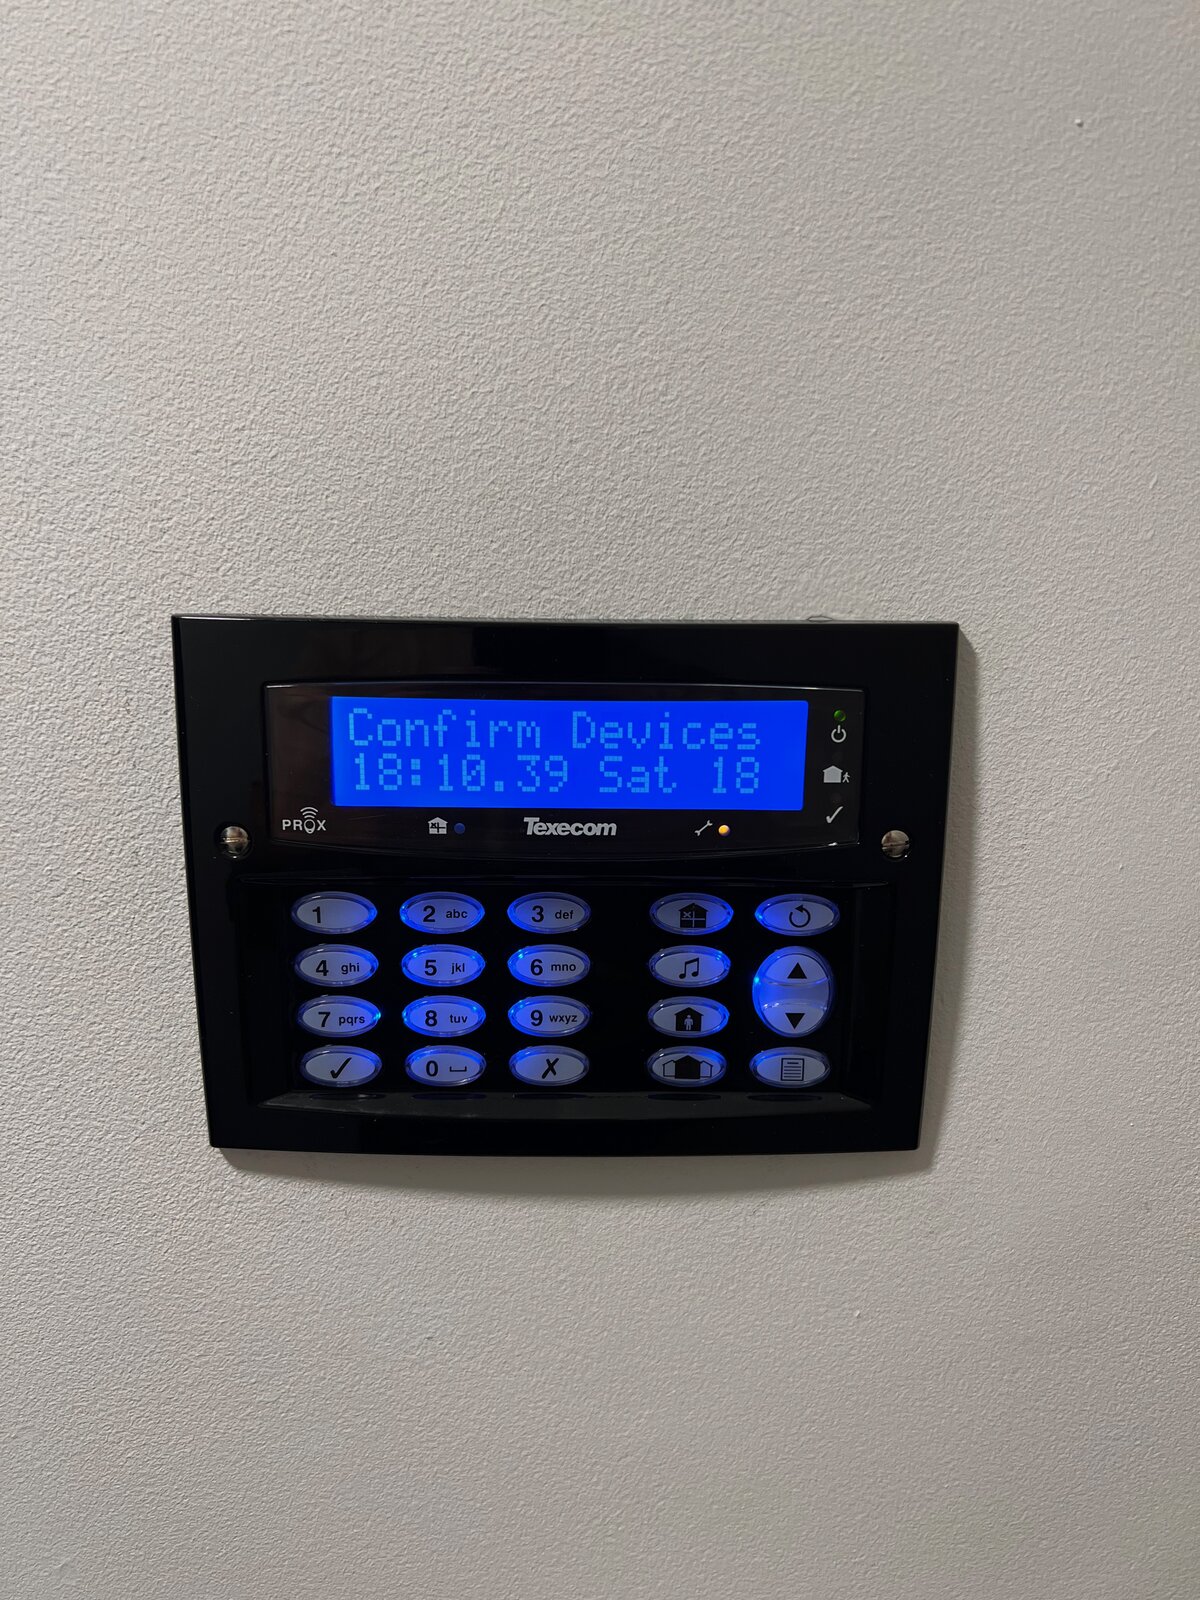 Confirm Devices
18:10.39 Sat 18
PROX
Texecom
1
2 abc
3 def
4 ghi
5 jkl
6 mno
7 pqrs
8 tuv
9 wxyz
0